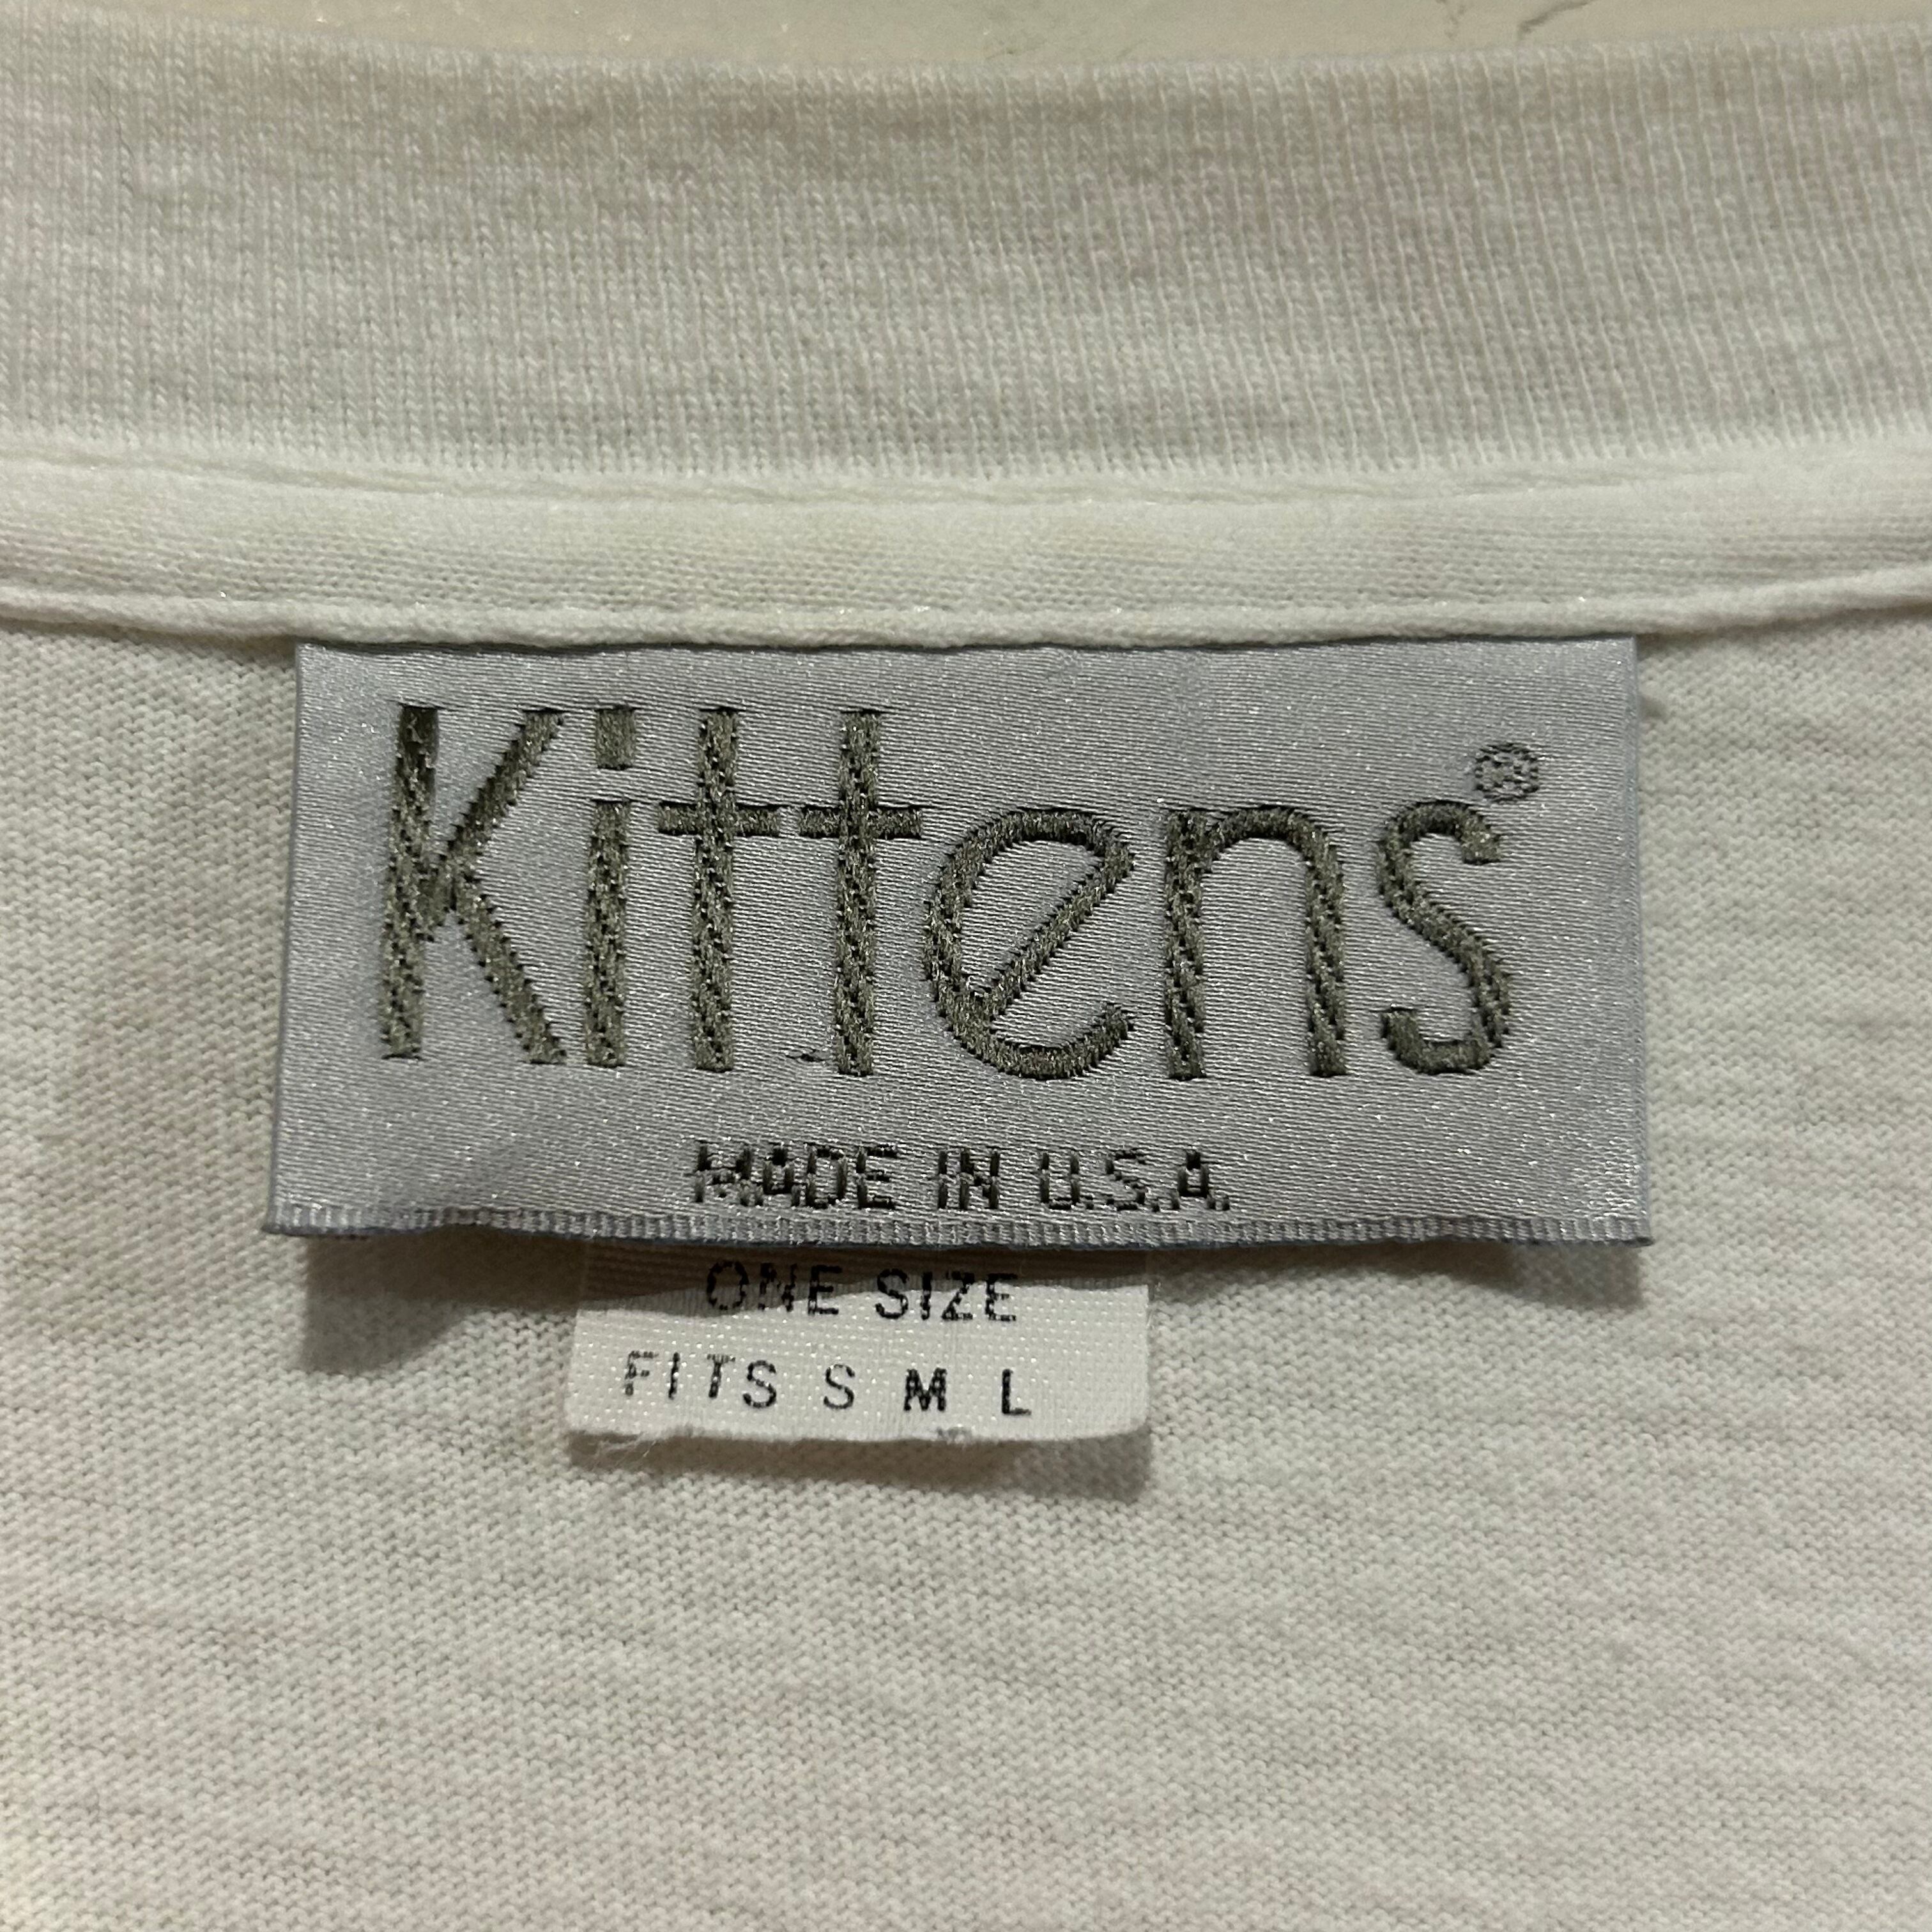 Kittens®
MADE IN U.S.A.
ONE SIZE
FITS S M L